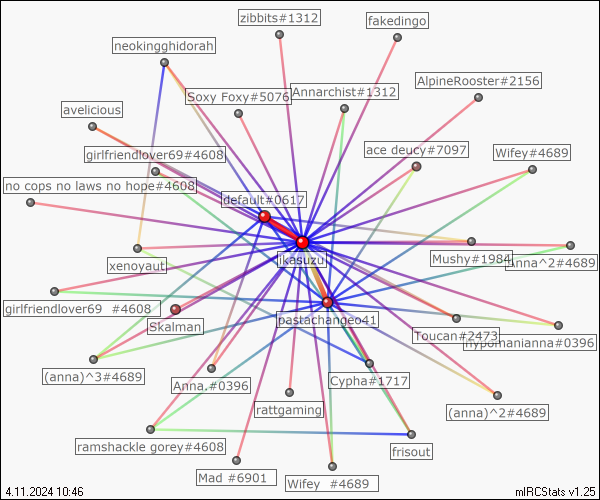 zibbits#1312
fakedingo
neokingghidorah
AlpineRooster#2156
Soxy Foxy#5076
Annarchist#1312
avelicious
ace deucy#7097
girlfriendlover69#4608
Wifey#4689
no cops no laws no hope#4608
default#0617
ikasuzu
Mushy#1984
Anna^2#4689
xenoyaut
girlfriendlover69 #4608
Skalman
pastachangeo41
Toucan#2473
hypomanianna#0396
(anna)^3#4689
Anna.#0396
Cypha#1717
rattgaming
(anna)^2#4689
ramshackle gorey#4608
frisout
Mad #6901
Wifey #4689
4.11.2024 10:46
mIRCStats v1.25